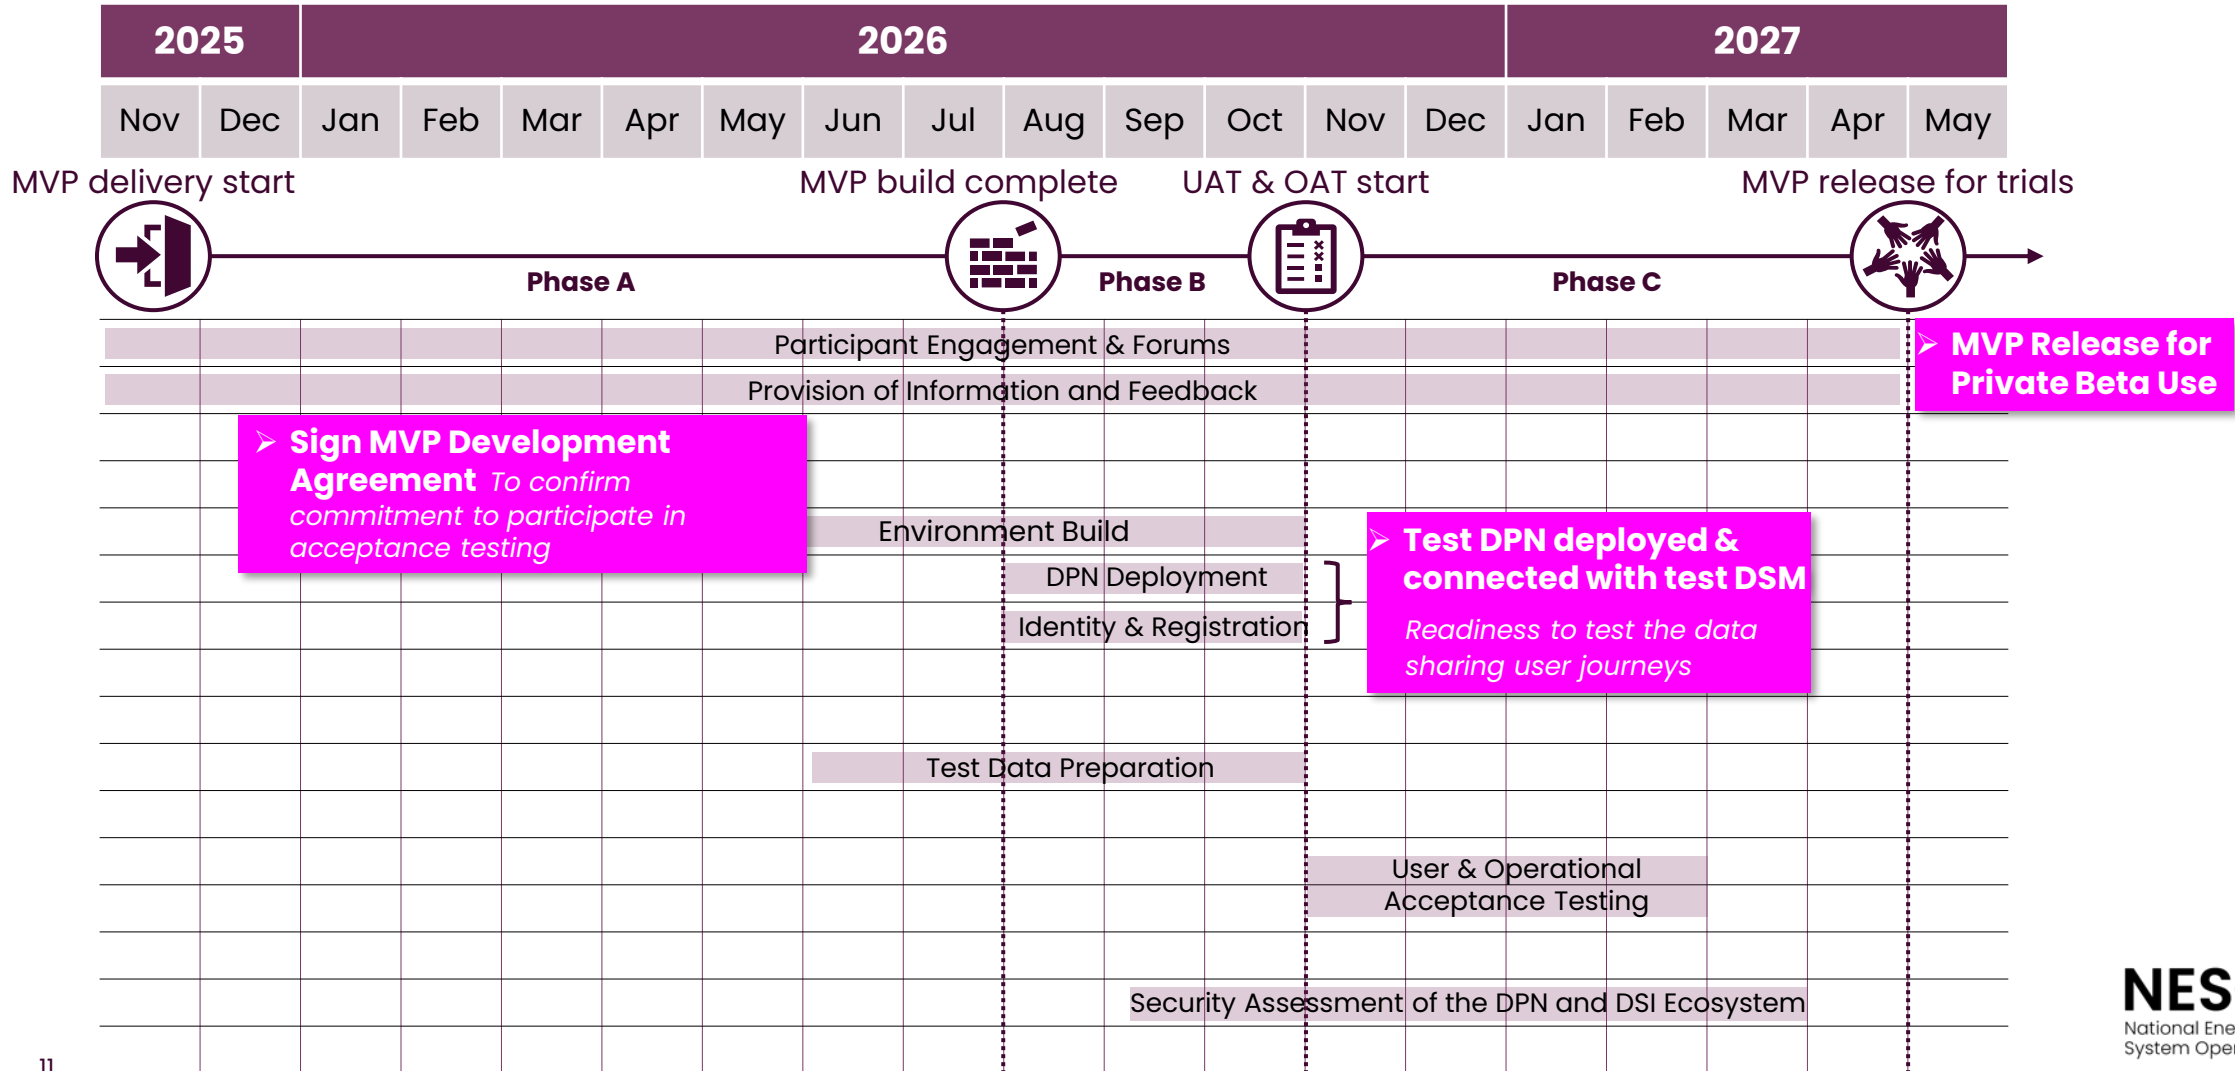 2025 2026 2027
Nov Dec Jan Feb Mar Apr May Jun Jul Aug Sep Oct Nov Dec Jan Feb Mar Apr May
MVP delivery start MVP build complete UAT & OAT start MVP release for trials
Phase A Phase B Phase C
Participant Engagement & Forums
Provision of Information and Feedback
➢ MVP Release for
Private Beta Use
➢ Sign MVP Development
Agreement To confirm
commitment to participate in
acceptance testing
Environment Build
DPN Deployment
Identity & Registration
➢ Test DPN deployed &
connected with test DSM
Readiness to test the data
sharing user journeys
Test Data Preparation
User & Operational
Acceptance Testing
Security Assessment of the DPN and DSI Ecosystem
NES
National Ene
System Oper
11